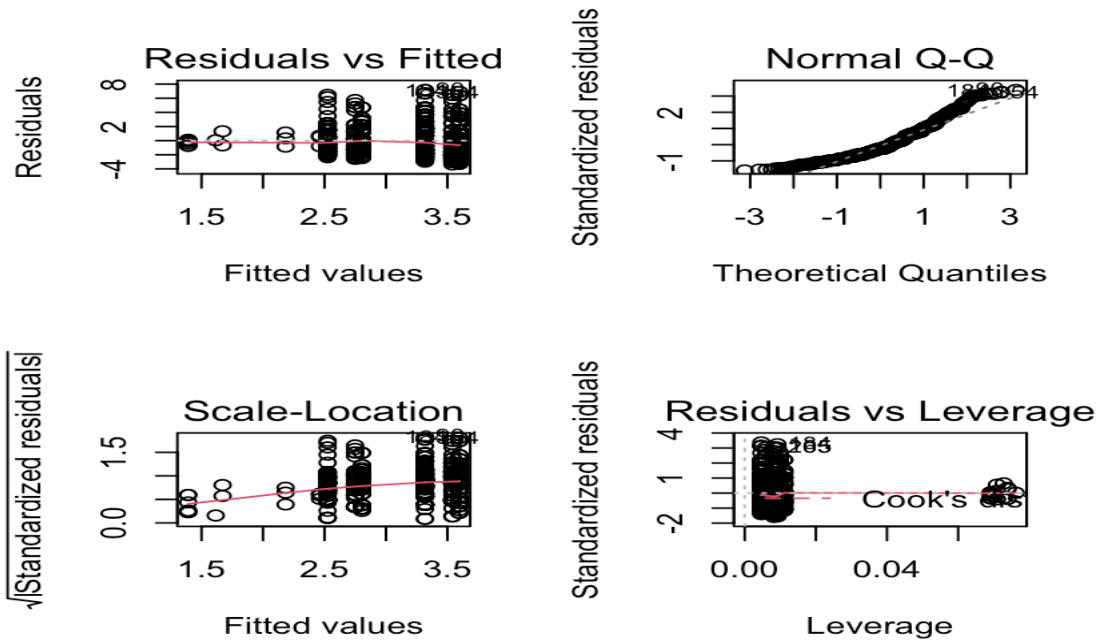 Residuals vs Fitted
Residuals
8
2
-4
1.5 2.5 3.5
Fitted values
Normal Q-Q
Standardized residuals
2
-1
-3 -1 1 3
Theoretical Quantiles
Scale-Location
√|Standardized residuals|
1.5
0.0
1.5 2.5 3.5
Fitted values
Residuals vs Leverage
Standardized residuals
4
1
-2
184
Cook's dis
0.00 0.04
Leverage